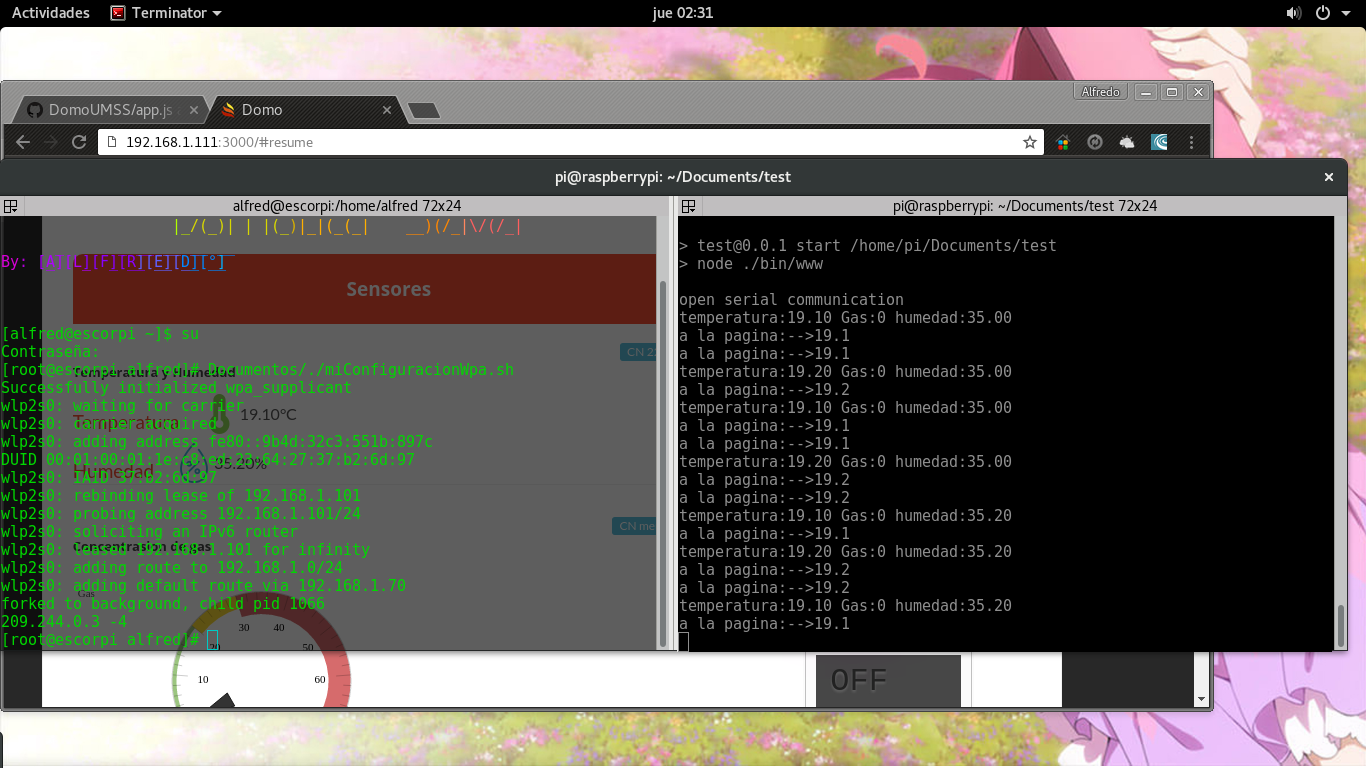 Actividades
Terminator
jue 02:31
Alfredo
DomoUMSS/app.js
Domo
192.168.1.111:3000/#resume
pi@raspberrypi: ~/Documents/test
alfred@escorpi:/home/alfred 72x24
|_/(_)| | |(_)|_|(_(_|    __)(/_|\/(/_|
By: [A][L][F][R][E][D][°]
Sensores
[alfred@escorpi ~]$ su
Contraseña:
CN 2
[root@escorpi alfred]# Documentos/./miConfiguracionWpa.sh
Temperatura y Humedad
Successfully initialized wpa_supplicant
wlp2s0: waiting for carrier
19.10°C
wlp2s0: carrier acquired
Temperatura
wlp2s0: adding address fe80::9b4d:32c3:551b:897c
DUID 00:01:00:01:1e:c8:ed:23:64:27:37:b2:6d:97
Humedad
35.20%
wlp2s0: IAID 37:b2:6d:97
wlp2s0: rebinding lease of 192.168.1.101
wlp2s0: probing address 192.168.1.101/24
CN me
wlp2s0: soliciting an IPv6 router
wlp2s0: leased 192.168.1.101 for infinity
Concentrasion de gas
wlp2s0: adding route to 192.168.1.0/24
wlp2s0: adding default route via 192.168.1.70
Gas
forked to background, child pid 1066
209.244.0.3 -4
[root@escorpi alfred]#
10
20
30
40
50
60
pi@raspberrypi: ~/Documents/test 72x24
> test@0.0.1 start /home/pi/Documents/test
> node ./bin/www
open serial communication
temperatura:19.10 Gas:0 humedad:35.00
a la pagina:-->19.1
a la pagina:-->19.1
temperatura:19.20 Gas:0 humedad:35.00
a la pagina:-->19.2
temperatura:19.10 Gas:0 humedad:35.00
a la pagina:-->19.1
a la pagina:-->19.1
temperatura:19.20 Gas:0 humedad:35.00
a la pagina:-->19.2
a la pagina:-->19.2
temperatura:19.10 Gas:0 humedad:35.20
a la pagina:-->19.1
temperatura:19.20 Gas:0 humedad:35.20
a la pagina:-->19.2
a la pagina:-->19.2
temperatura:19.10 Gas:0 humedad:35.20
a la pagina:-->19.1
OFF